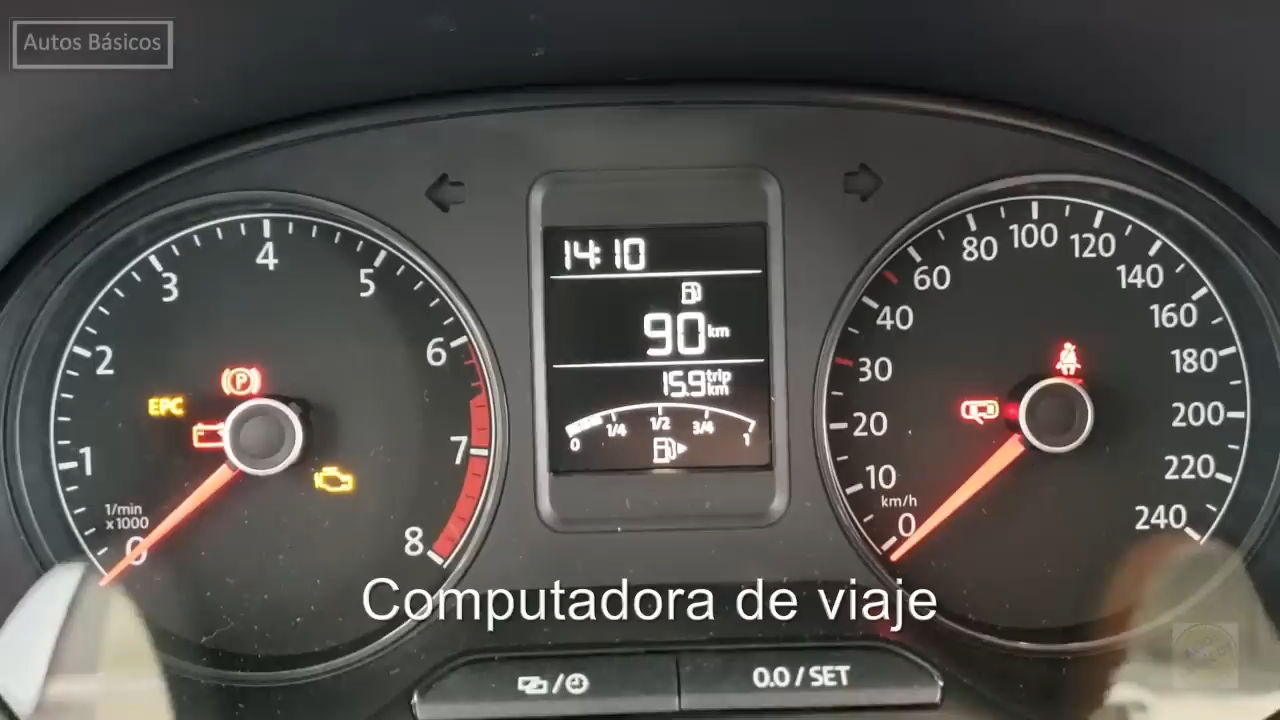 Autos Básicos
14:10
90 km
15.9 trip km
0 1/4 1/2 3/4 1
EPC
(P)
0 1 2 3 4 5 6 7 8
1/min
x1000
0 10 20 30 40 60 80 100 120 140 160 180 200 220 240
km/h
Computadora de viaje
0.0 / SET